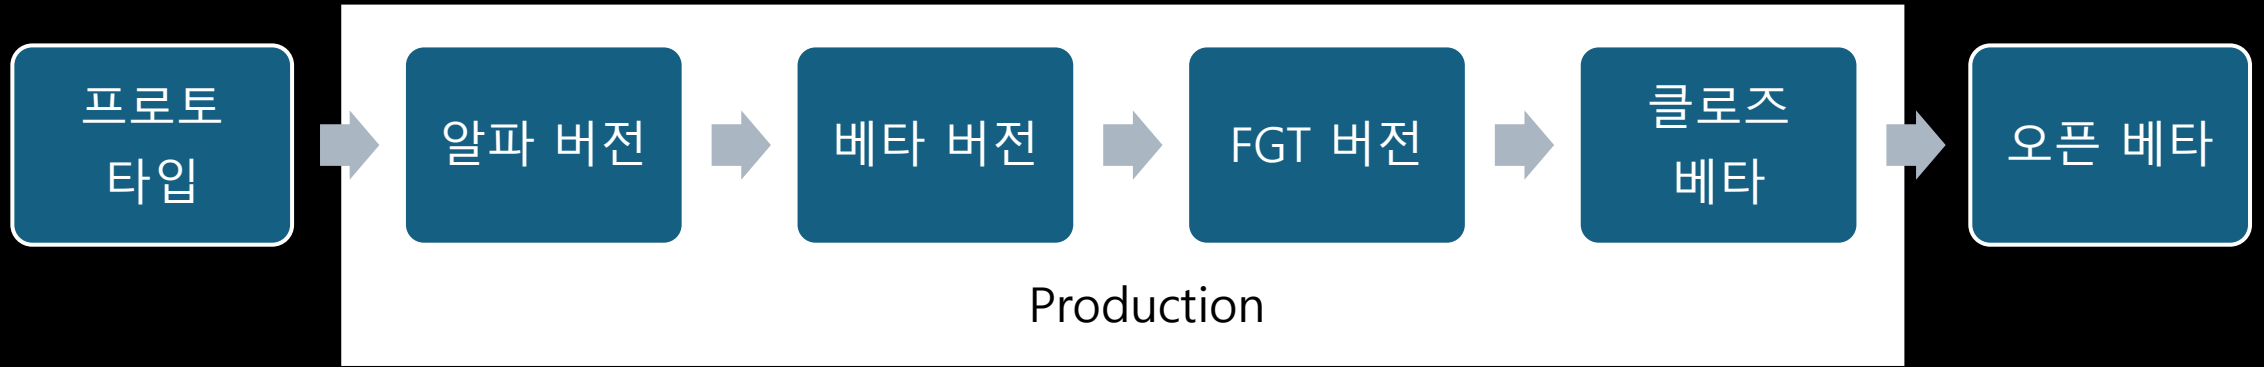 프로토
타입
알파 버전
베타 버전
FGT 버전
클로즈
베타
오픈 베타
Production